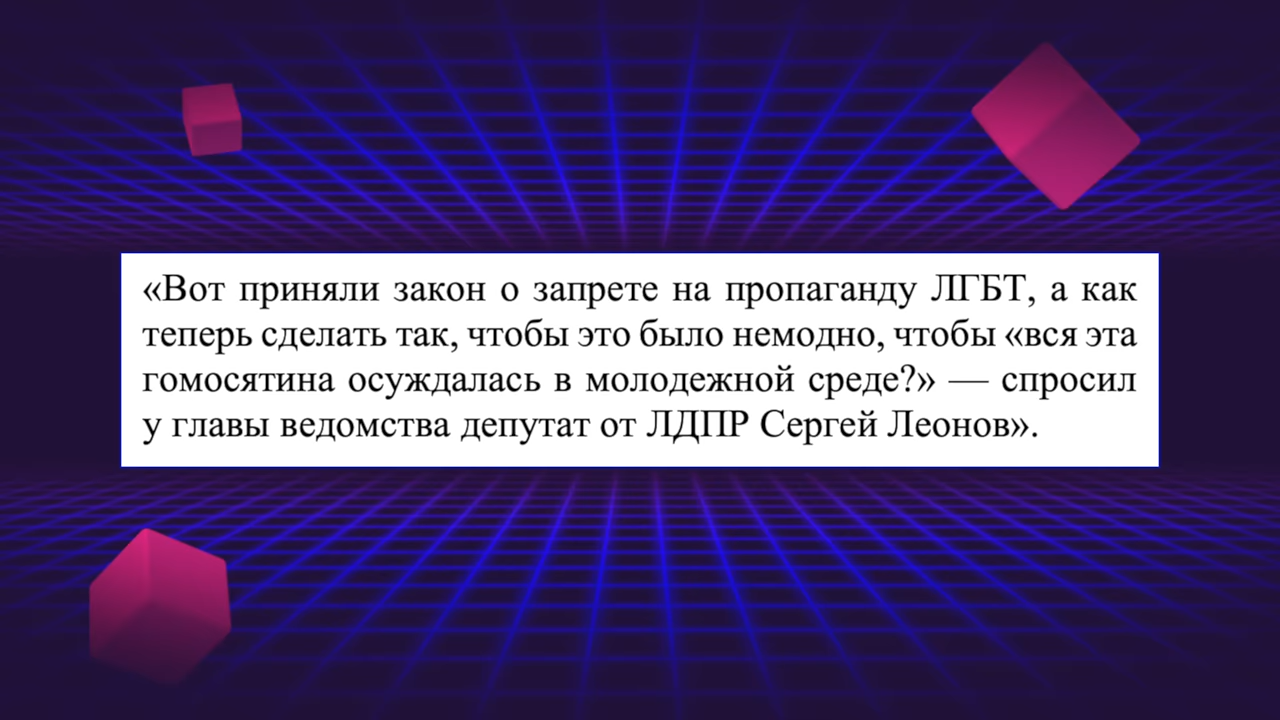 «Вот приняли закон о запрете на пропаганду ЛГБТ, а как
теперь сделать так, чтобы это было немодно, чтобы «вся эта
гомосятина осуждалась в молодежной среде?» — спросил
у главы ведомства депутат от ЛДПР Сергей Леонов».